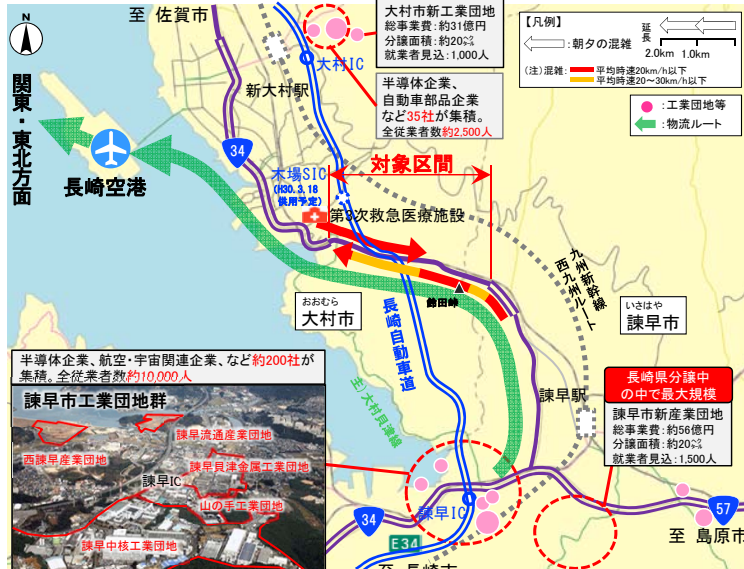 至 佐賀市
N
関東・東北方面
長崎空港
新大村駅
大村IC
34
木場SIC
(H30.3.18
供用予定)
第3次救急医療施設
対象区間
大村市新工業団地
総事業費:約31億円
分譲面積:約20㌶
就業者見込:1,000人
半導体企業、
自動車部品企業
など35社が集積。
全従業者数約2,500人
【凡例】
:朝夕の混雑
延長
2.0km 1.0km
(注)混雑:
平均時速20km/h以下
平均時速20~30km/h以下
:工業団地等
:物流ルート
九州新幹線
西九州ルート
おおむら
大村市
鈴田峠
いさはや
諫早市
長崎自動車道
主)大村貝津線
諫早駅
半導体企業、航空・宇宙関連企業、など約200社が
集積。全従業者数約10,000人
諫早市工業団地群
諫早流通産業団地
西諫早産業団地
諫早貝津金属工業団地
諫早IC
山の手工業団地
諫早中核工業団地
長崎県分譲中
の中で最大規模
諫早市新産業団地
総事業費:約56億円
分譲面積:約20㌶
就業者見込:1,500人
諫早IC
34
E34
57
至 島原市
至 長崎市